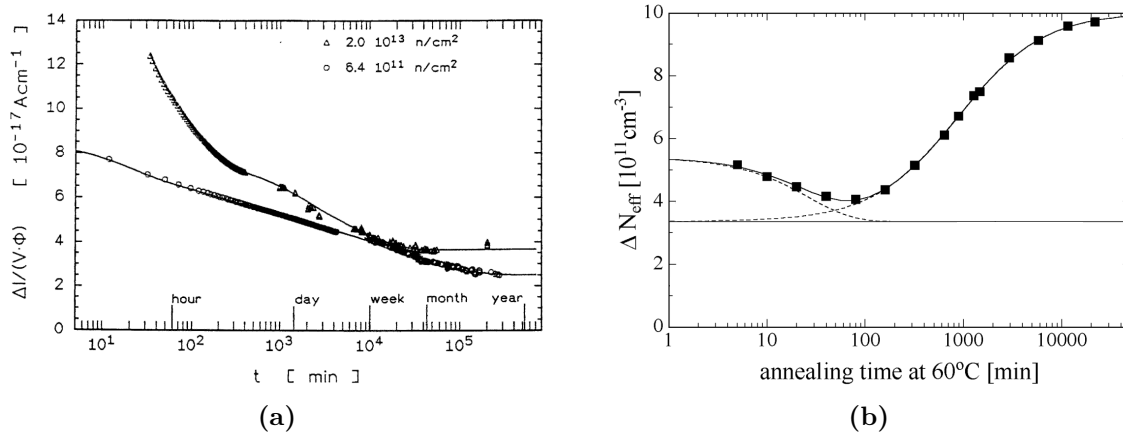 △ 2.0 10¹³ n/cm²
○ 6.4 10¹¹ n/cm²
ΔI/(V·Φ) [ 10⁻¹⁷ Acm⁻¹ ]
14
12
10
8
6
4
2
0
hour day week month year
10¹ 10² 10³ 10⁴ 10⁵
t [ min ]
(a)
Δ N_eff [10¹¹cm⁻³]
10
8
6
4
2
0
1 10 100 1000 10000
annealing time at 60°C [min]
(b)